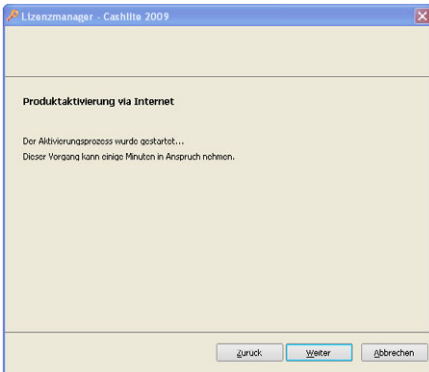 Lizenzmanager - Cashlite 2009
Produktaktivierung via Internet
Der Aktivierungsprozess wurde gestartet...
Dieser Vorgang kann einige Minuten in Anspruch nehmen.
Zurück Weiter Abbrechen